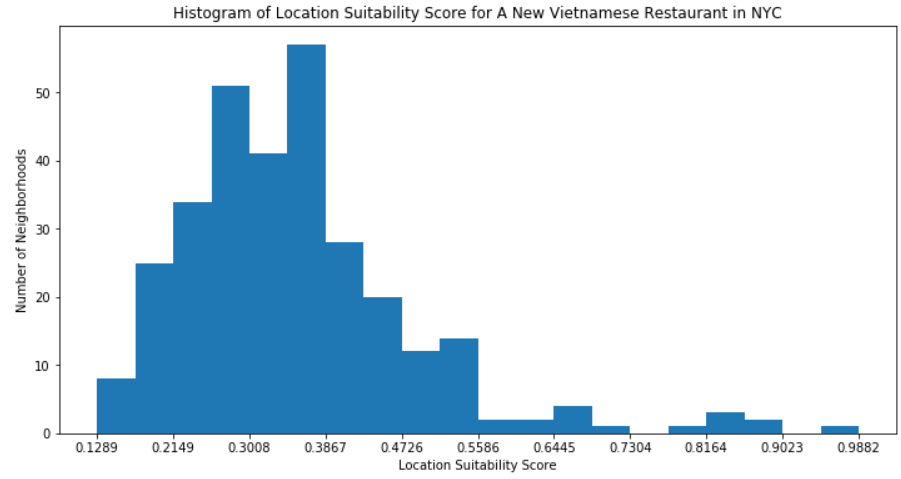 Histogram of Location Suitability Score for A New Vietnamese Restaurant in NYC
Number of Neighborhoods
50
40
30
20
10
0
0.1289 0.2149 0.3008 0.3867 0.4726 0.5586 0.6445 0.7304 0.8164 0.9023 0.9882
Location Suitability Score